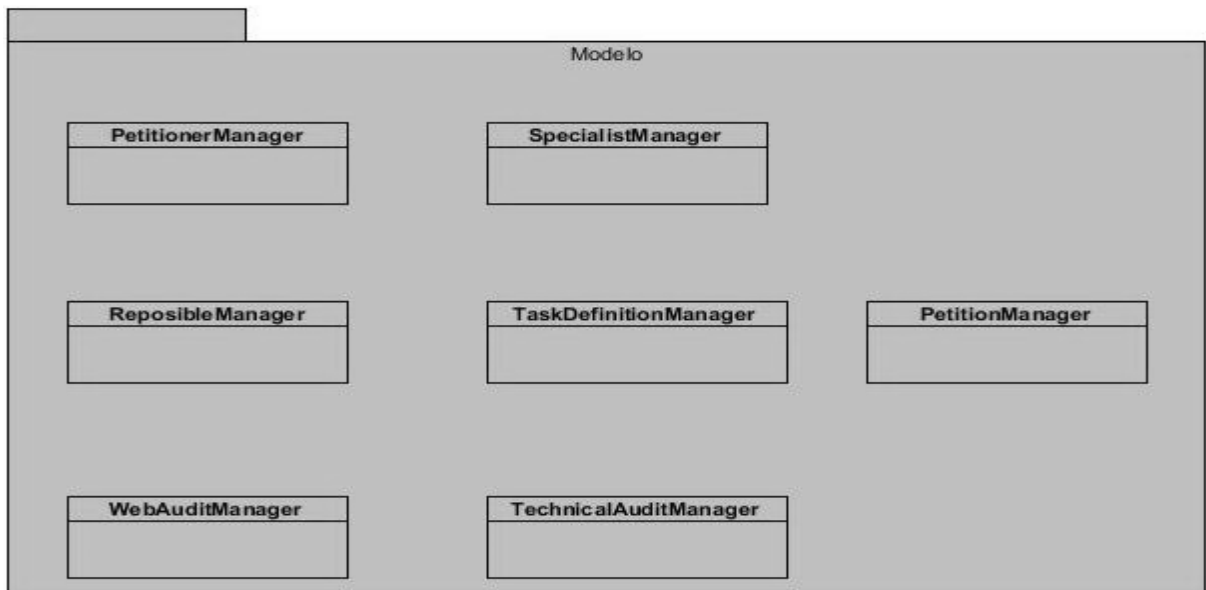 Modelo
PetitionerManager
SpecialistManager
ReposibleManager
TaskDefinitionManager
PetitionManager
WebAuditManager
TechnicalAuditManager